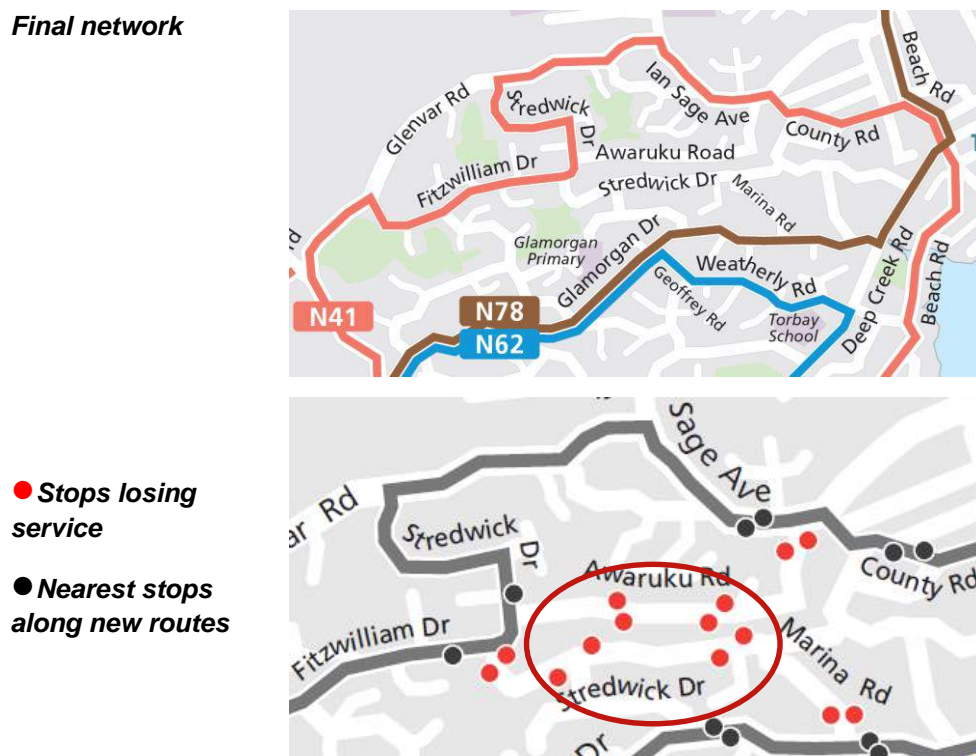 Final network
Glenvar Rd
Stredwick
Dr
Ian Sage Ave
Beach Rd
County Rd
Fitzwilliam Dr
Awaruku Road
Stredwick Dr
Marina Rd
Glamorgan
Primary
Glamorgan Dr
Geoffrey Rd
Weatherly Rd
Torbay
School
Deep Creek Rd
Beach Rd
N41
N78
N62
Stops losing
service
Nearest stops
along new routes
Sage Ave
Rd
Stredwick
Dr
Awaruku Rd
County Rd
Fitzwilliam Dr
Marina Rd
Stredwick Dr
Dr